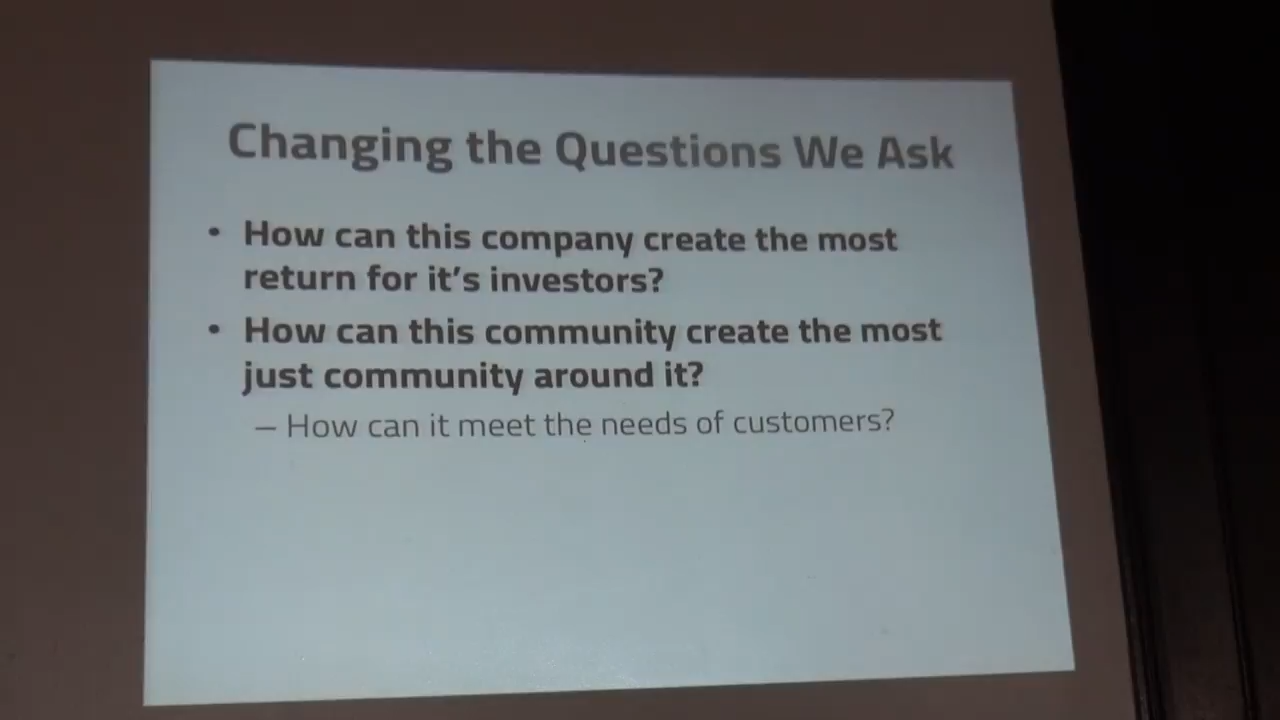 Changing the Questions We Ask
• How can this company create the most
return for it's investors?
• How can this community create the most
just community around it?
– How can it meet the needs of customers?